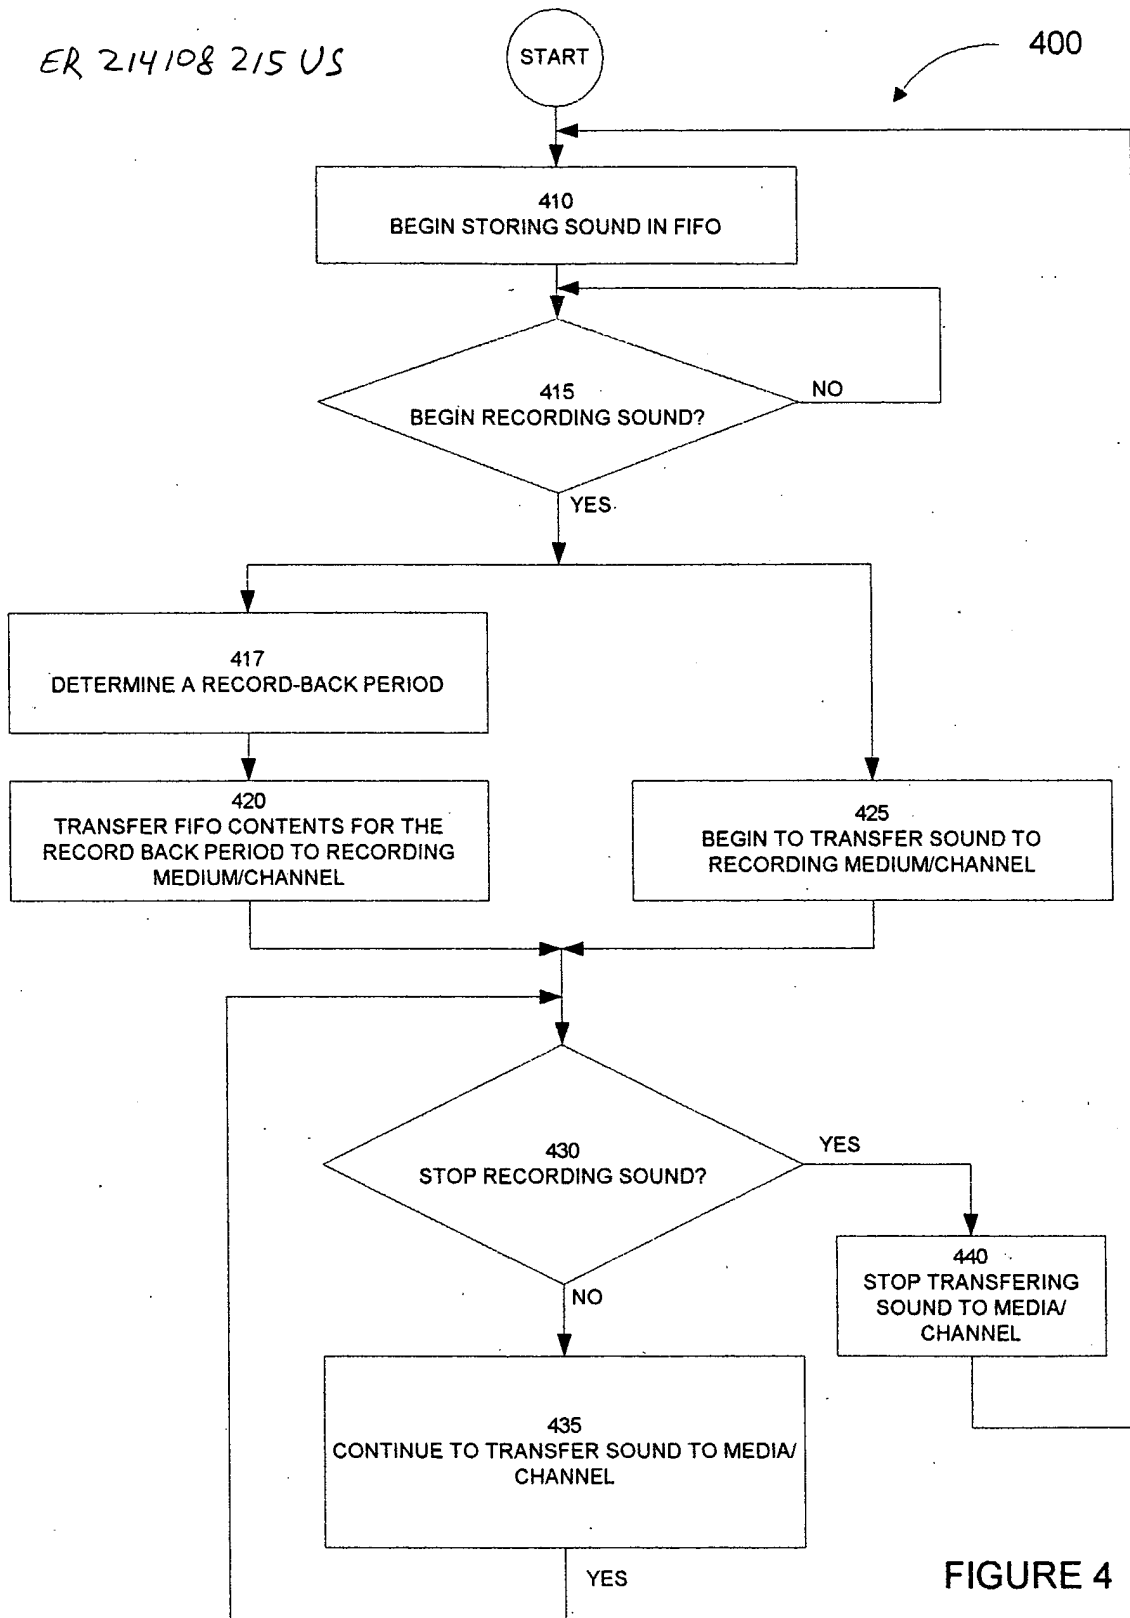 ER 214108 215 US
START
400
410
BEGIN STORING SOUND IN FIFO
415
BEGIN RECORDING SOUND?
NO
YES
417
DETERMINE A RECORD-BACK PERIOD
420
TRANSFER FIFO CONTENTS FOR THE
RECORD BACK PERIOD TO RECORDING
MEDIUM/CHANNEL
425
BEGIN TO TRANSFER SOUND TO
RECORDING MEDIUM/CHANNEL
430
STOP RECORDING SOUND?
YES
NO
440
STOP TRANSFERING
SOUND TO MEDIA/
CHANNEL
435
CONTINUE TO TRANSFER SOUND TO MEDIA/
CHANNEL
YES
FIGURE 4